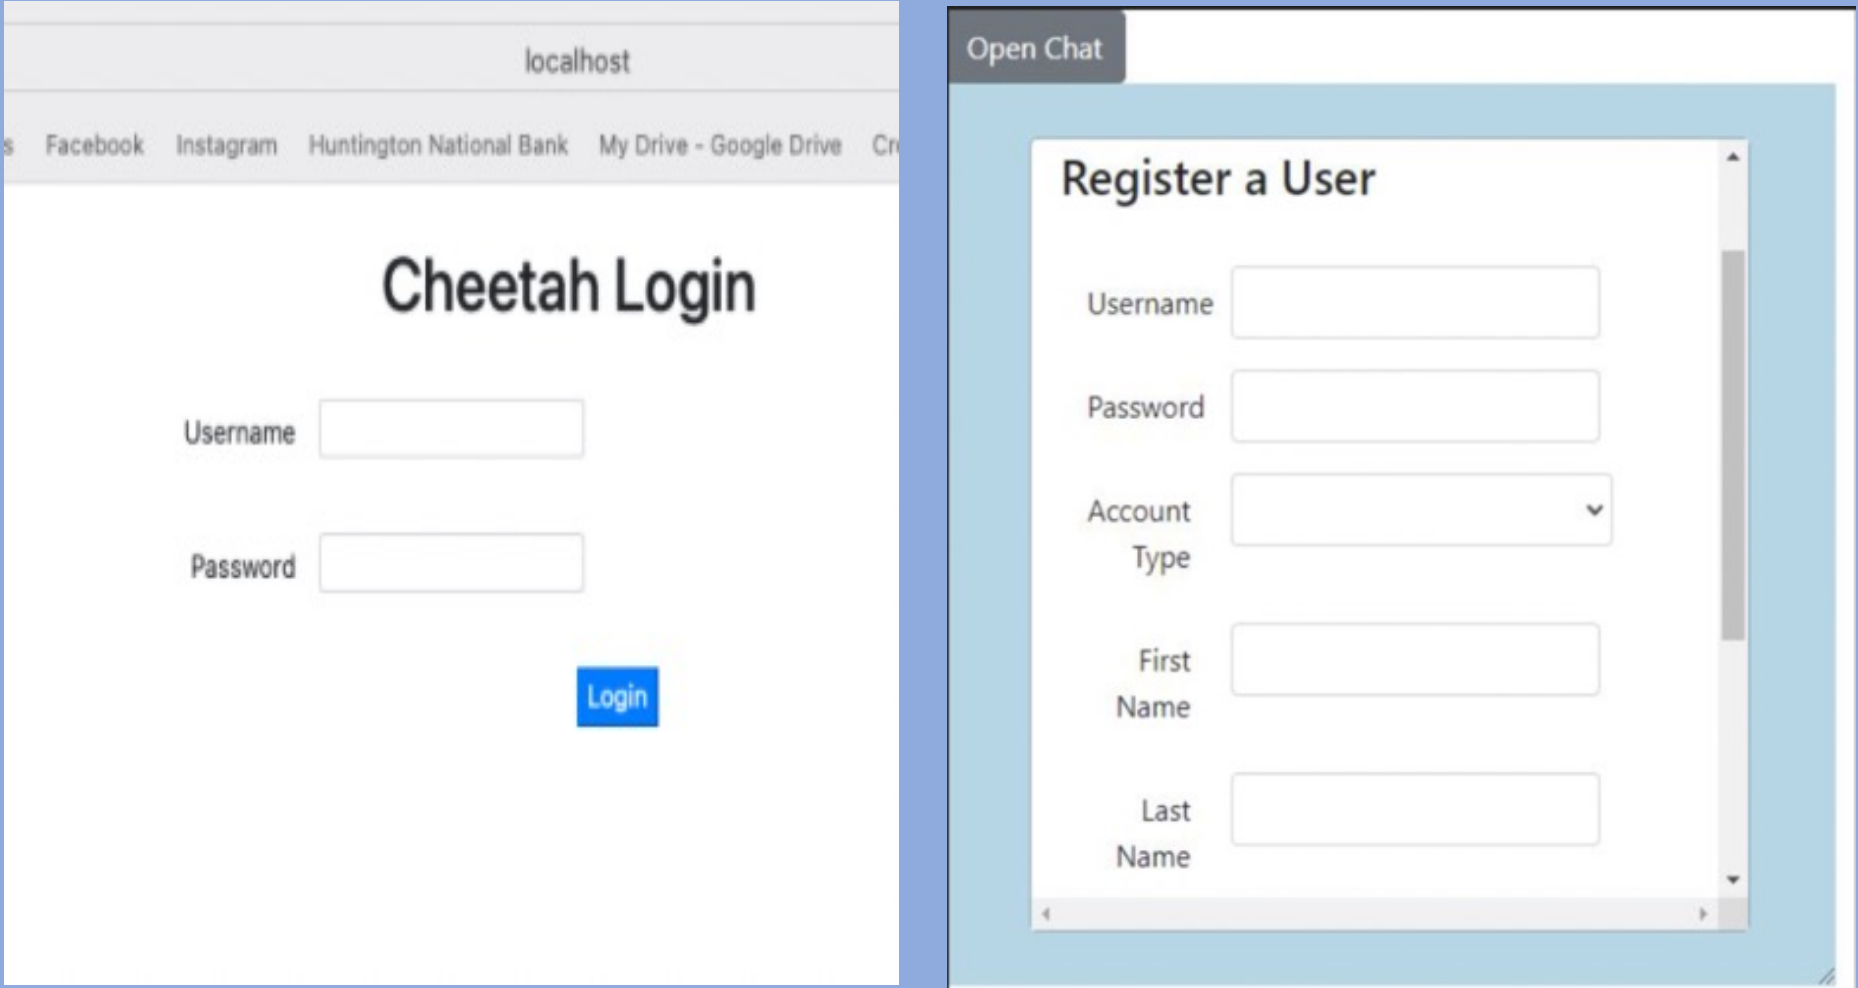 localhost
Facebook Instagram Huntington National Bank My Drive - Google Drive
Cheetah Login
Username
Password
Login
Open Chat
Register a User
Username
Password
Account
Type
First
Name
Last
Name